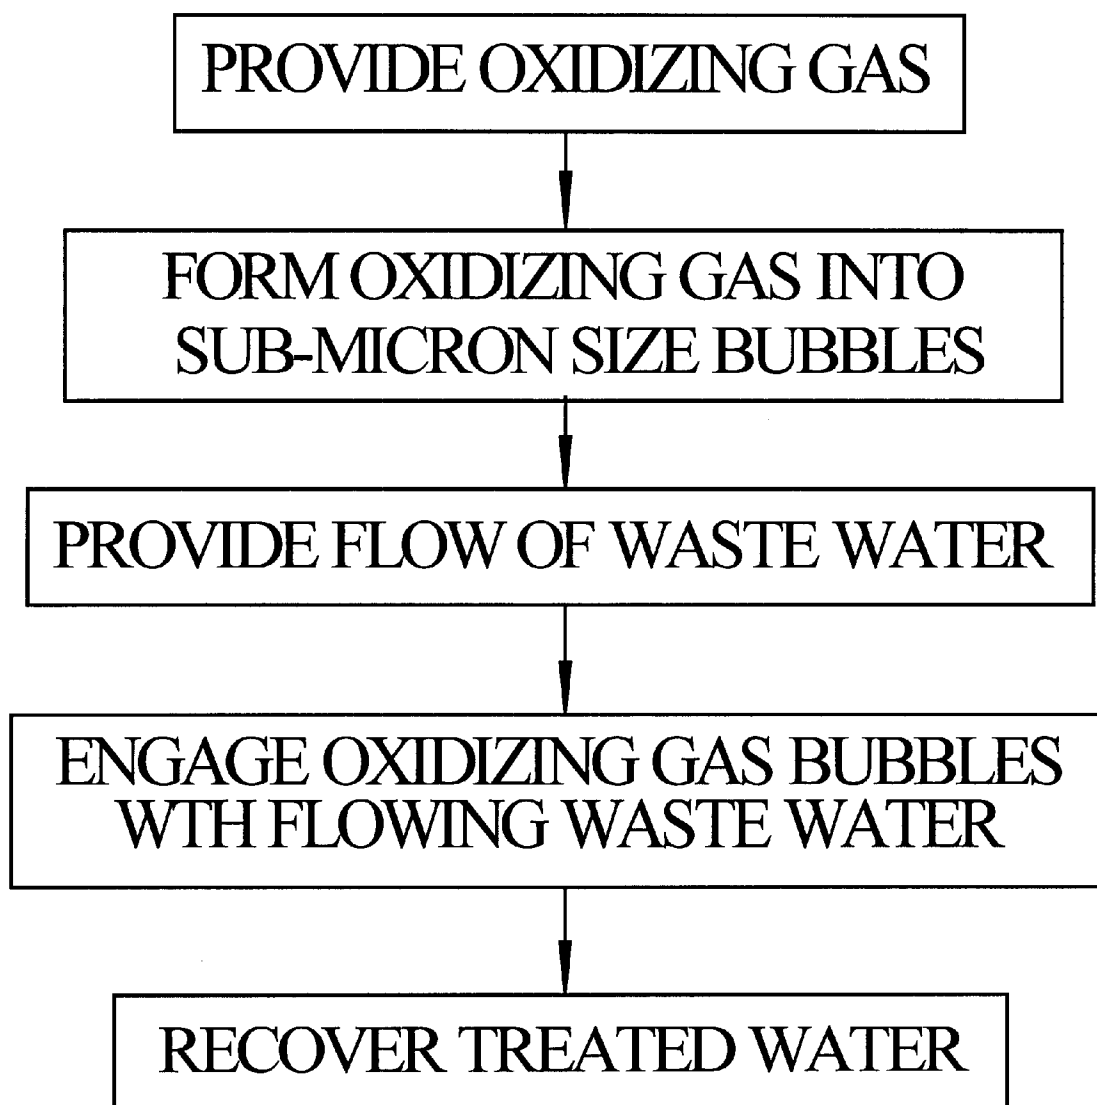 PROVIDE OXIDIZING GAS
FORM OXIDIZING GAS INTO
SUB-MICRON SIZE BUBBLES
PROVIDE FLOW OF WASTE WATER
ENGAGE OXIDIZING GAS BUBBLES
WTH FLOWING WASTE WATER
RECOVER TREATED WATER